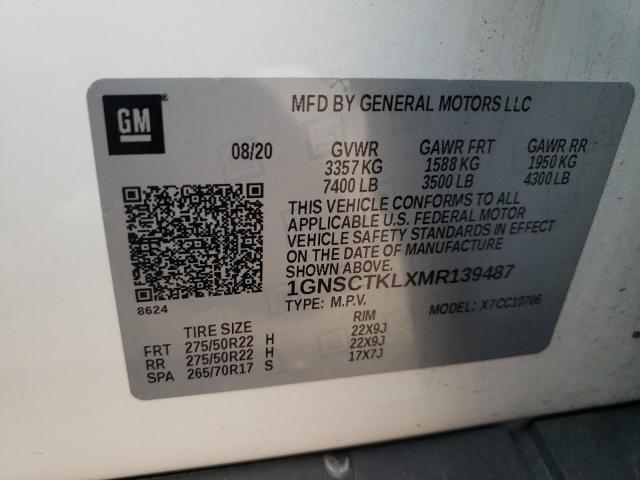 GM
MFD BY GENERAL MOTORS LLC
08/20 GVWR GAWR FRT GAWR RR
3357 KG 1588 KG 1950 KG
7400 LB 3500 LB 4300 LB
THIS VEHICLE CONFORMS TO ALL
APPLICABLE U.S. FEDERAL MOTOR
VEHICLE SAFETY STANDARDS IN EFFECT
ON THE DATE OF MANUFACTURE
SHOWN ABOVE.
1GNSCTKLXMR139487
TYPE: M.P.V. MODEL: X7CC10706
8624
TIRE SIZE RIM
FRT 275/50R22 H 22X9J
RR 275/50R22 H 22X9J
SPA 265/70R17 S 17X7J